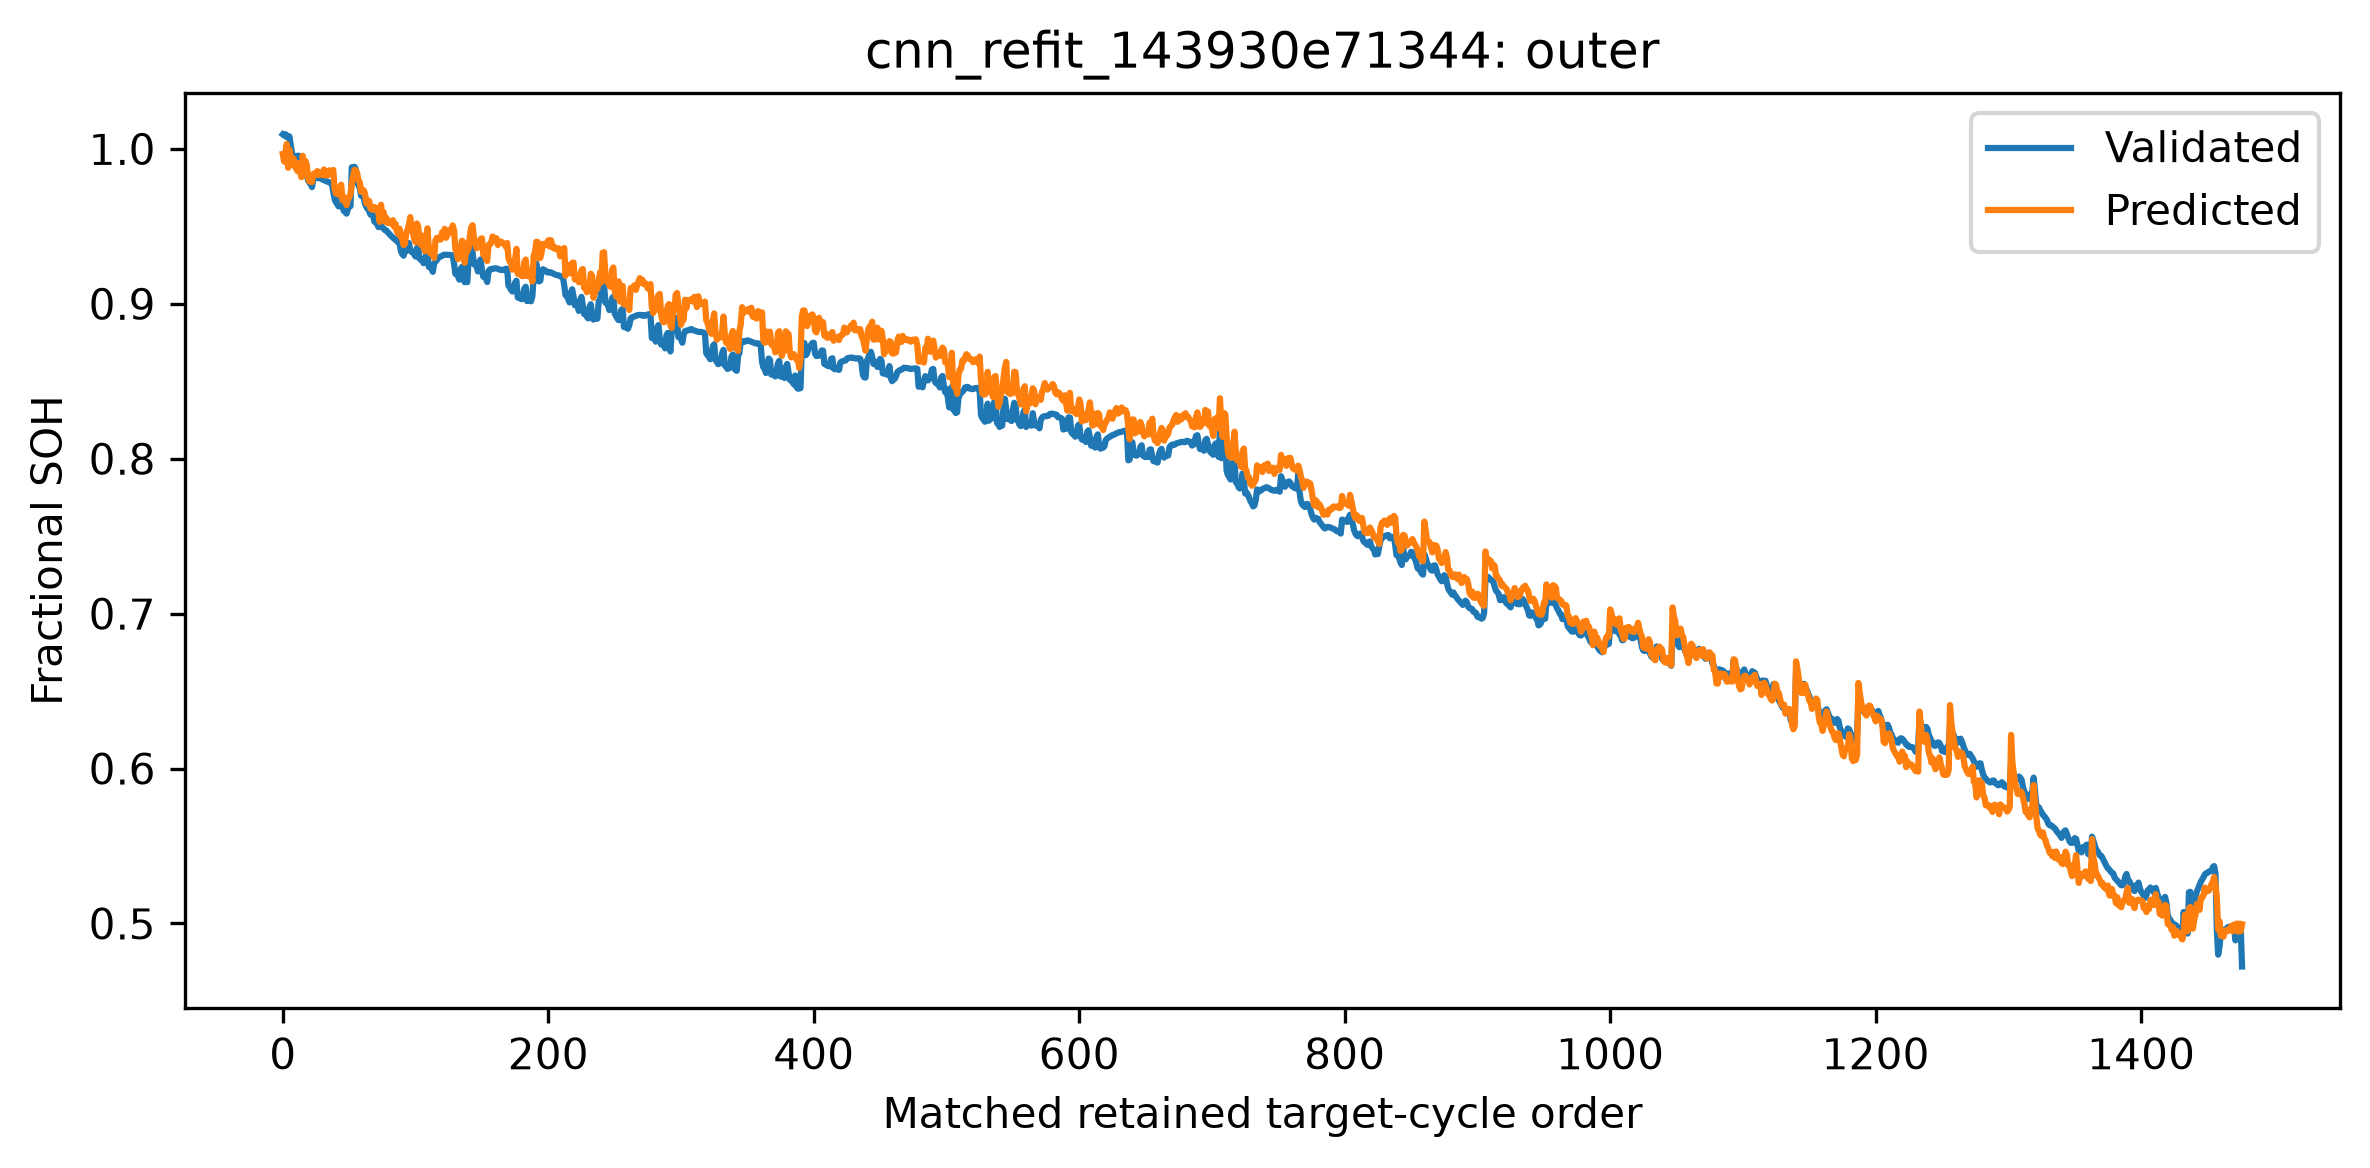 cnn_refit_143930e71344: outer
Validated
Predicted
Fractional SOH
1.0
0.9
0.8
0.7
0.6
0.5
0 200 400 600 800 1000 1200 1400
Matched retained target-cycle order